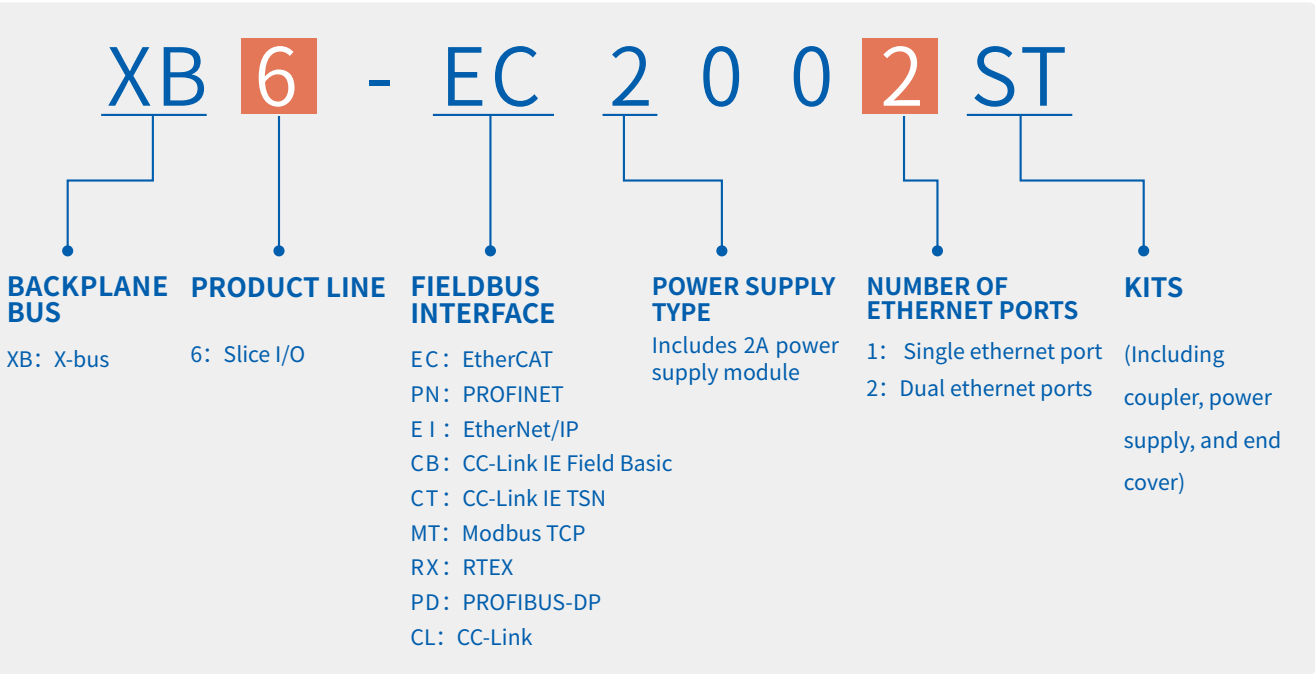 XB 6 - EC 2 0 0 2 ST
BACKPLANE
BUS
XB：X-bus
PRODUCT LINE
6：Slice I/O
FIELDBUS
INTERFACE
EC：EtherCAT
PN：PROFINET
EI：EtherNet/IP
CB：CC-Link IE Field Basic
CT：CC-Link IE TSN
MT：Modbus TCP
RX：RTEX
PD：PROFIBUS-DP
CL：CC-Link
POWER SUPPLY
TYPE
Includes 2A power
supply module
NUMBER OF
ETHERNET PORTS
1： Single ethernet port
2：Dual ethernet ports
KITS
(Including
coupler, power
supply, and end
cover)